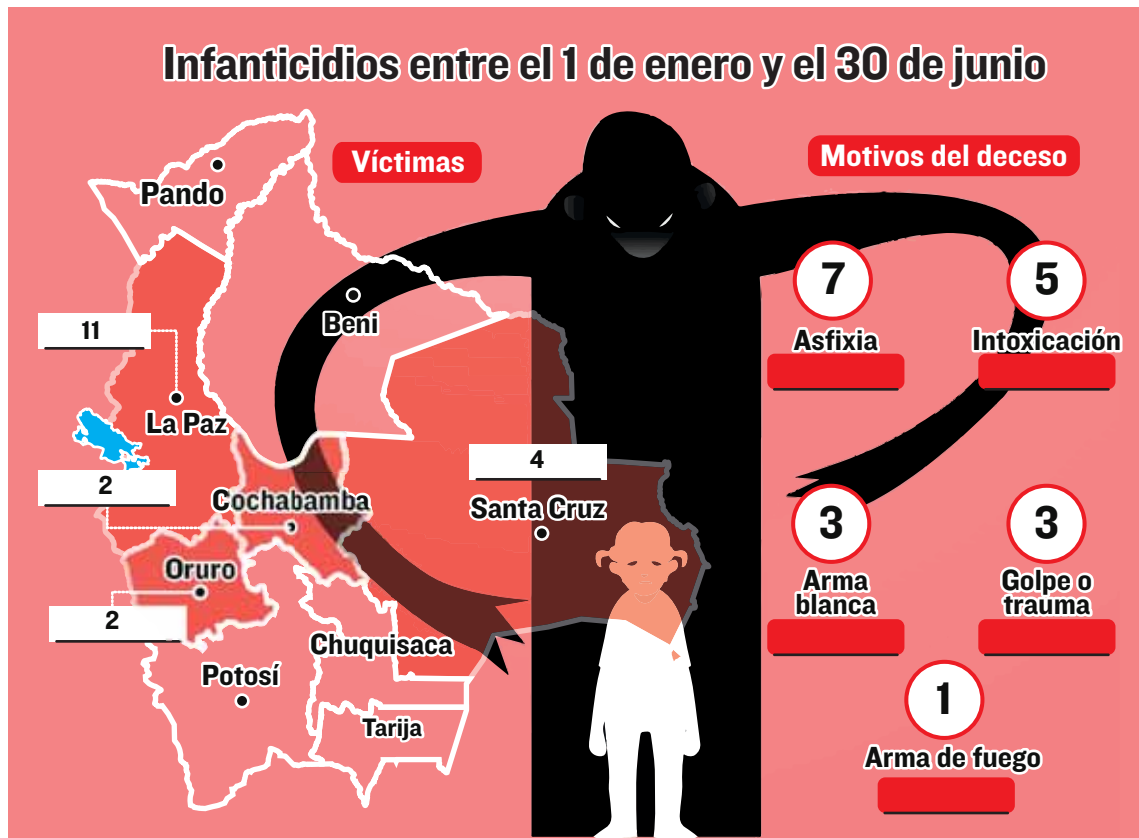 Infanticidios entre el 1 de enero y el 30 de junio
Víctimas
Pando
Beni
11
La Paz
2
Cochabamba
4
Santa Cruz
Oruro
2
Chuquisaca
Potosí
Tarija
Motivos del deceso
7
Asfixia
5
Intoxicación
3
Arma
blanca
3
Golpe o
trauma
1
Arma de fuego